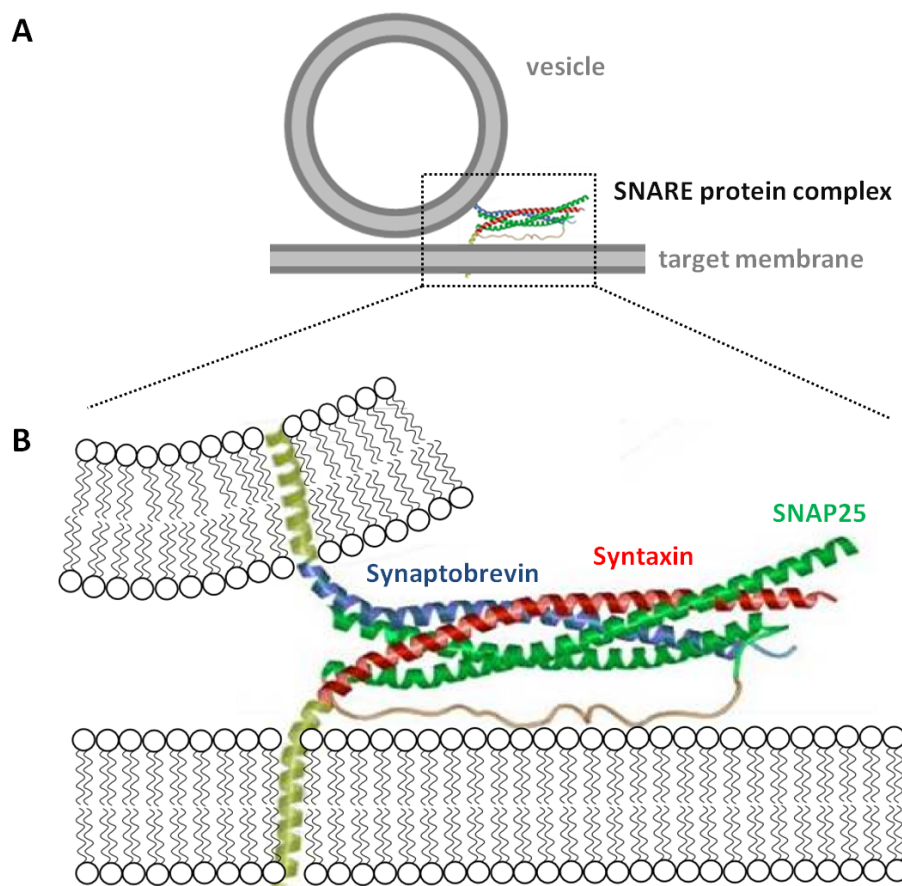 A
vesicle
SNARE protein complex
target membrane
B
SNAP25
Syntaxin
Synaptobrevin